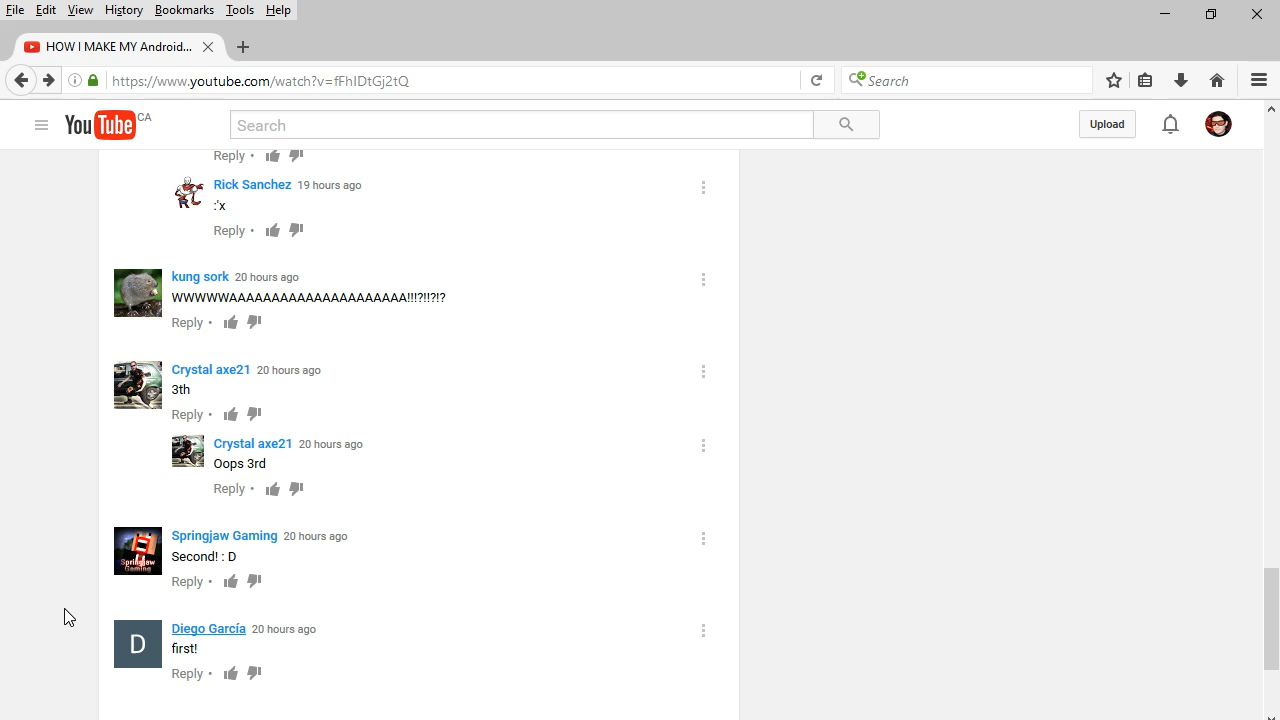 File Edit View History Bookmarks Tools Help
HOW I MAKE MY Android...
https://www.youtube.com/watch?v=fFhIDtGj2tQ
Search
YouTube CA
Search
Upload
Reply •
Rick Sanchez 19 hours ago
:'x
Reply •
kung sork 20 hours ago
WWWWWAAAAAAAAAAAAAAAAAAAAA!!!?!!?!?
Reply •
Crystal axe21 20 hours ago
3th
Reply •
Crystal axe21 20 hours ago
Oops 3rd
Reply •
Springjaw Gaming 20 hours ago
Springjaw
Gaming
Second! : D
Reply •
Diego García 20 hours ago
D
first!
Reply •